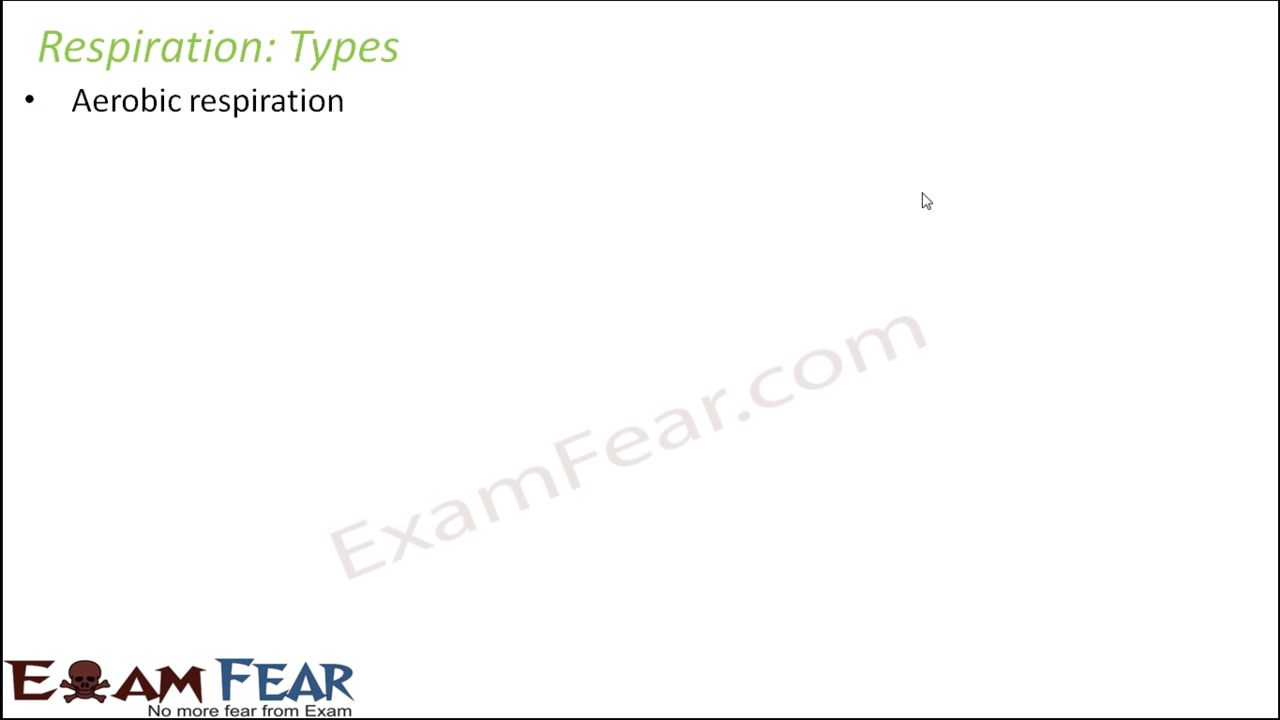 Respiration: Types
• Aerobic respiration
ExamFear.com
EXAM FEAR
No more fear from Exam